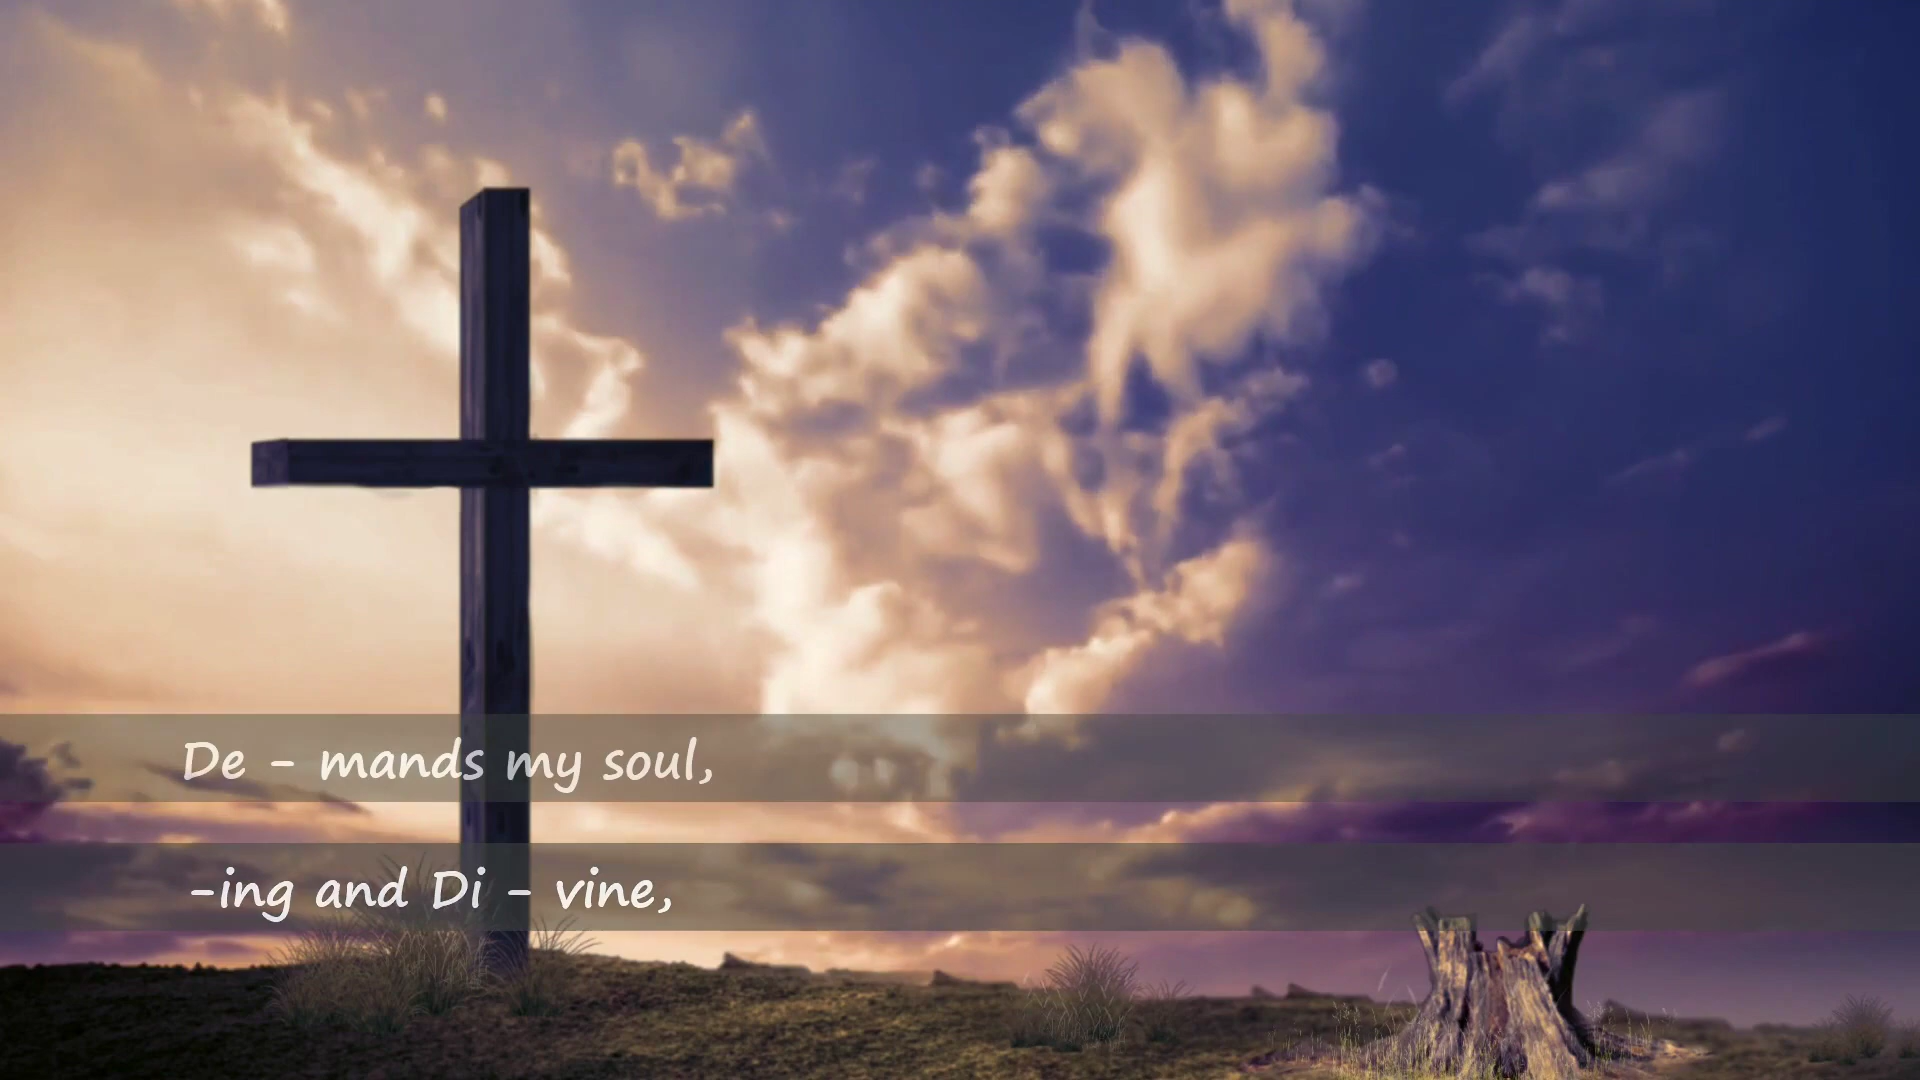 De - mands my soul,
-ing and Di - vine,